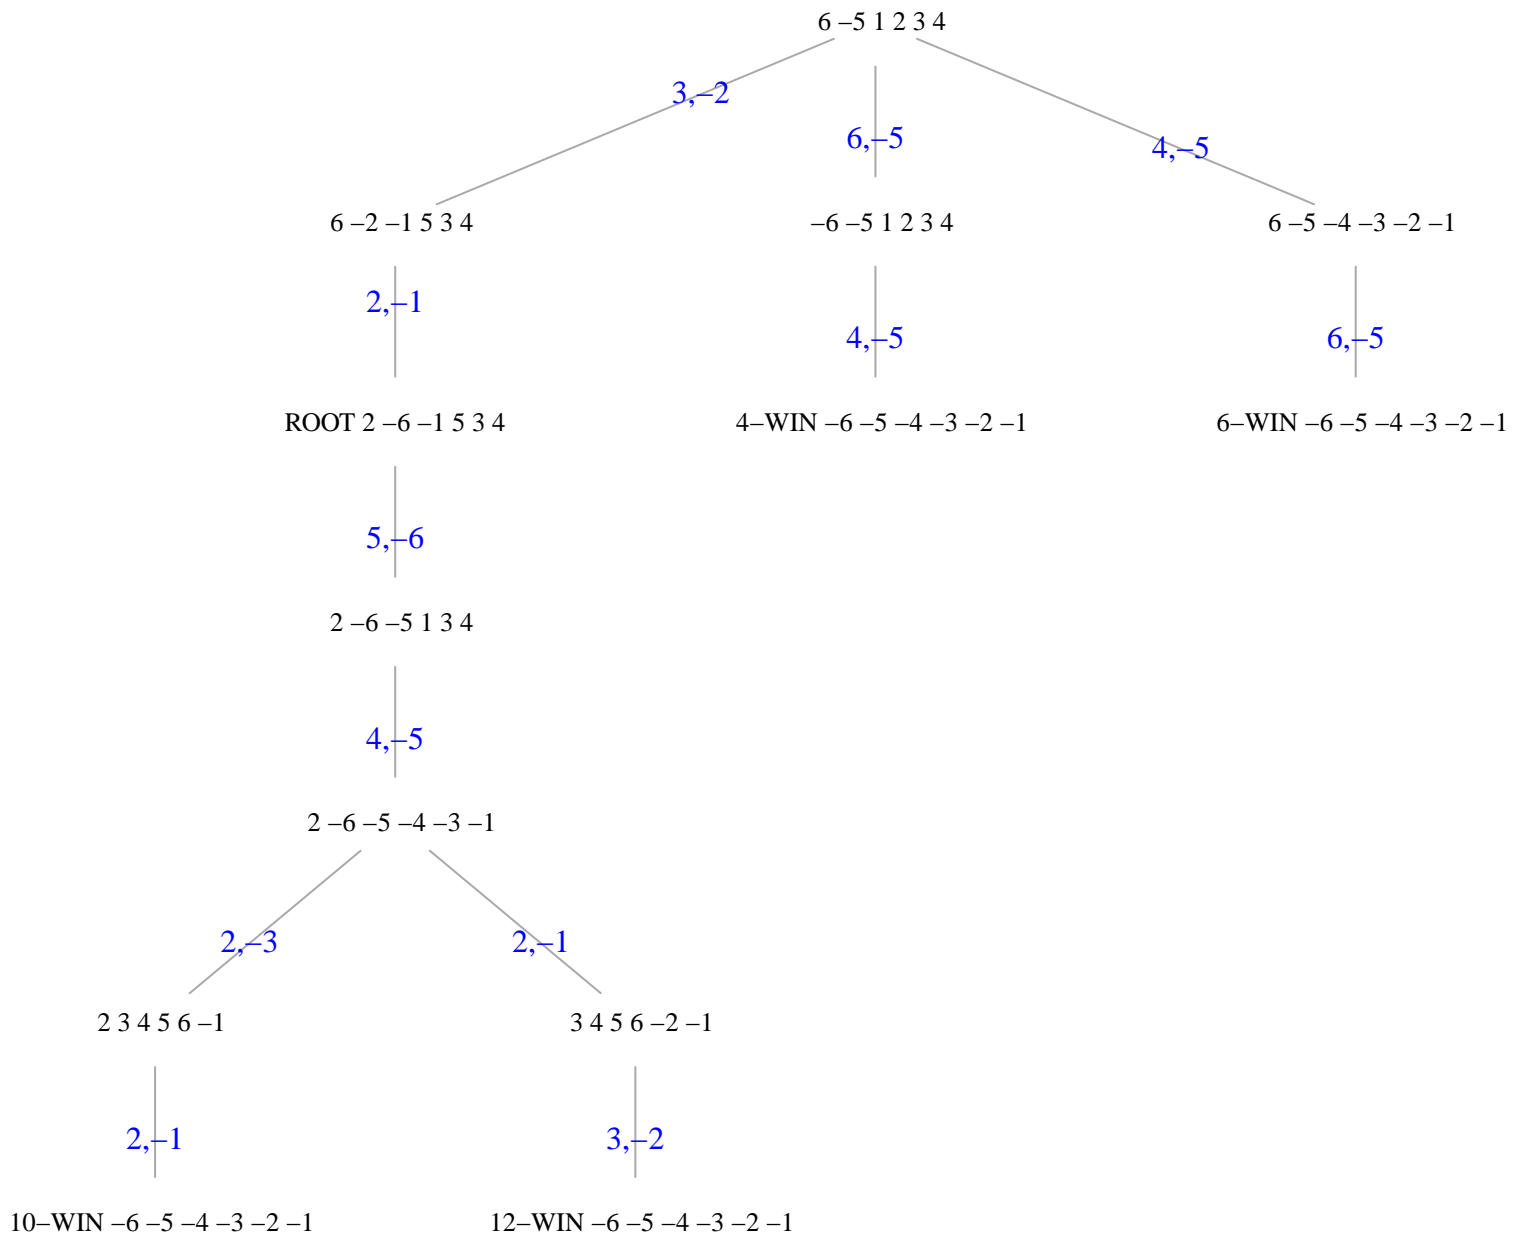 6 –5 1 2 3 4
3,–2
6,–5
4,–5
6 –2 –1 5 3 4
–6 –5 1 2 3 4
6 –5 –4 –3 –2 –1
2,–1
4,–5
6,–5
ROOT 2 –6 –1 5 3 4
4–WIN –6 –5 –4 –3 –2 –1
6–WIN –6 –5 –4 –3 –2 –1
5,–6
2 –6 –5 1 3 4
4,–5
2 –6 –5 –4 –3 –1
2,–3
2,–1
2 3 4 5 6 –1
3 4 5 6 –2 –1
2,–1
3,–2
10–WIN –6 –5 –4 –3 –2 –1
12–WIN –6 –5 –4 –3 –2 –1